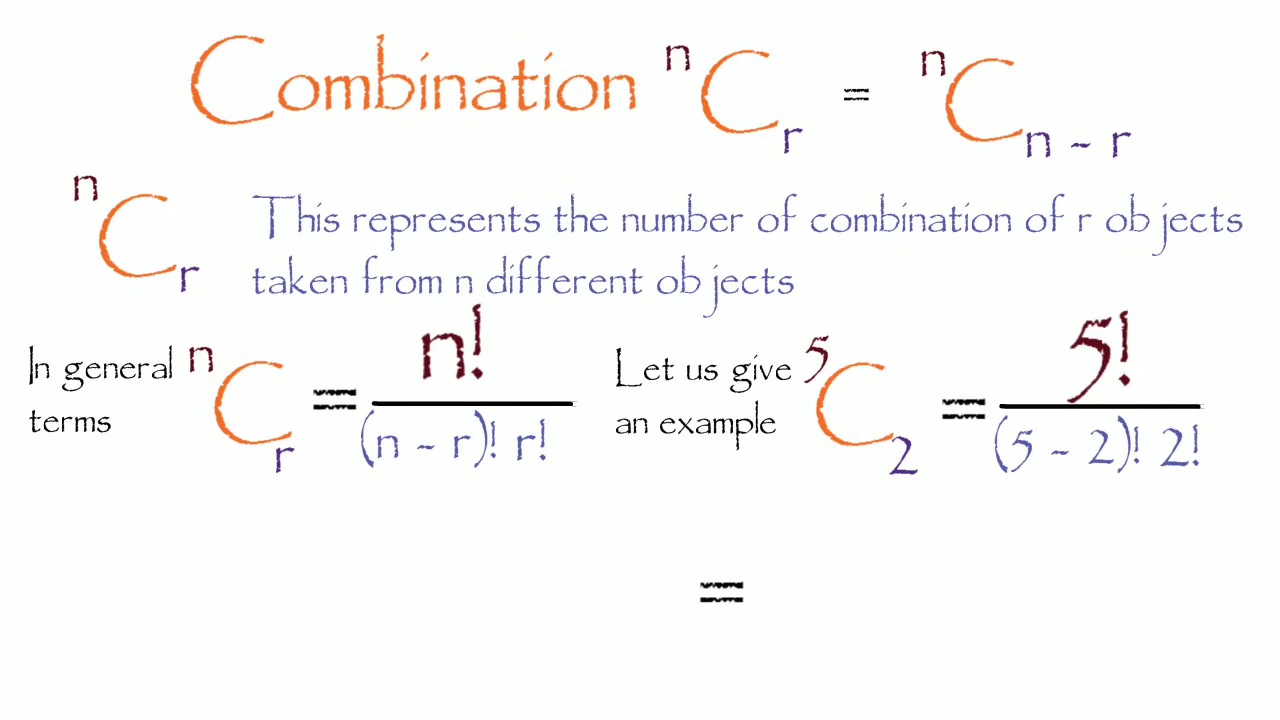 Combination nCr = nCn - r
nCr This represents the number of combination of r objects
taken from n different objects
In general terms nCr = n! / (n - r)! r!
Let us give an example 5C2 = 5! / (5 - 2)! 2!
=